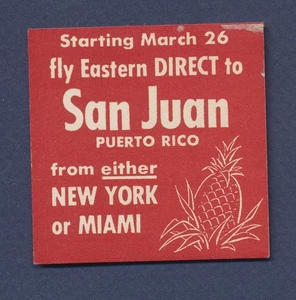 Starting March 26
fly Eastern DIRECT to
San Juan
PUERTO RICO
from either
NEW YORK
or MIAMI